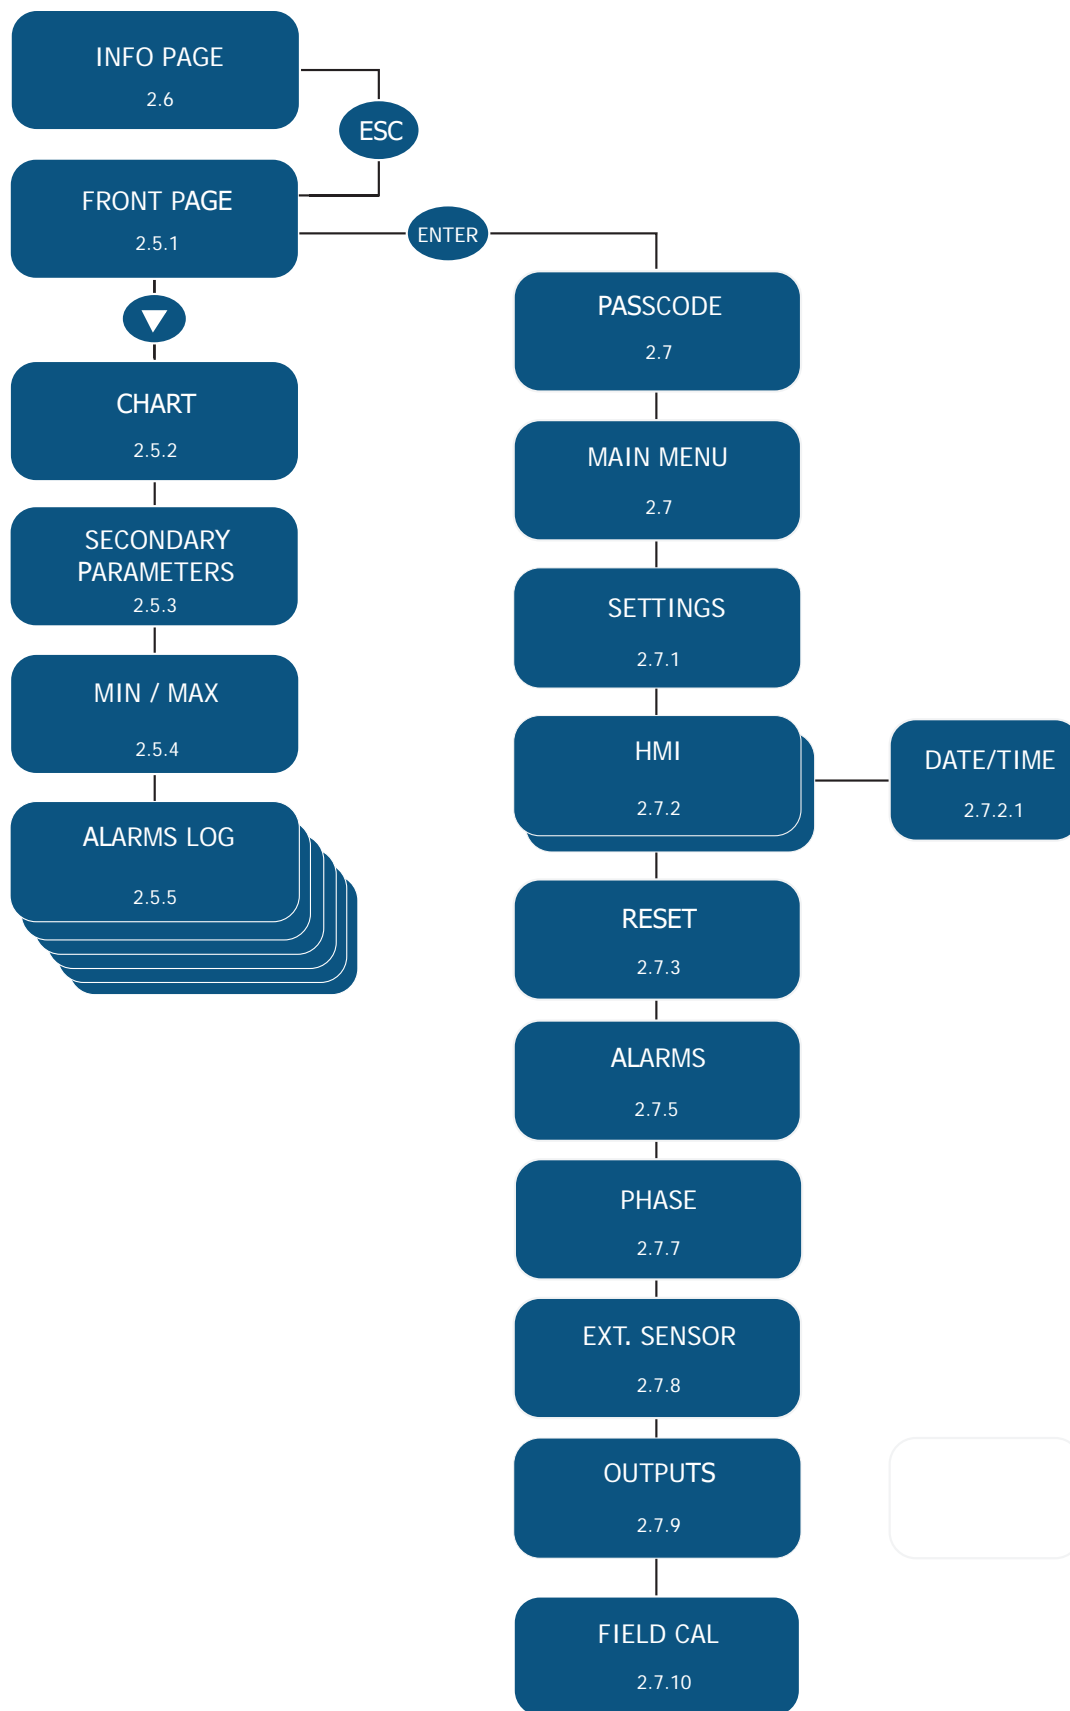 INFO PAGE
2.6
ESC
FRONT PAGE
2.5.1
ENTER
CHART
2.5.2
SECONDARY
PARAMETERS
2.5.3
MIN / MAX
2.5.4
ALARMS LOG
2.5.5
PASSCODE
2.7
MAIN MENU
2.7
SETTINGS
2.7.1
HMI
2.7.2
DATE/TIME
2.7.2.1
RESET
2.7.3
ALARMS
2.7.5
PHASE
2.7.7
EXT. SENSOR
2.7.8
OUTPUTS
2.7.9
FIELD CAL
2.7.10